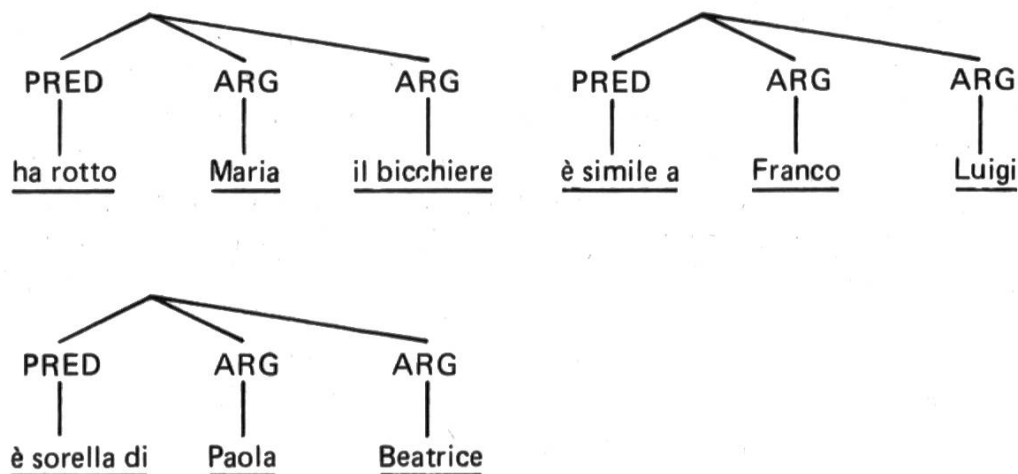 PRED ARG ARG PRED ARG ARG
ha rotto Maria il bicchiere è simile a Franco Luigi
PRED ARG ARG
è sorella di Paola Beatrice